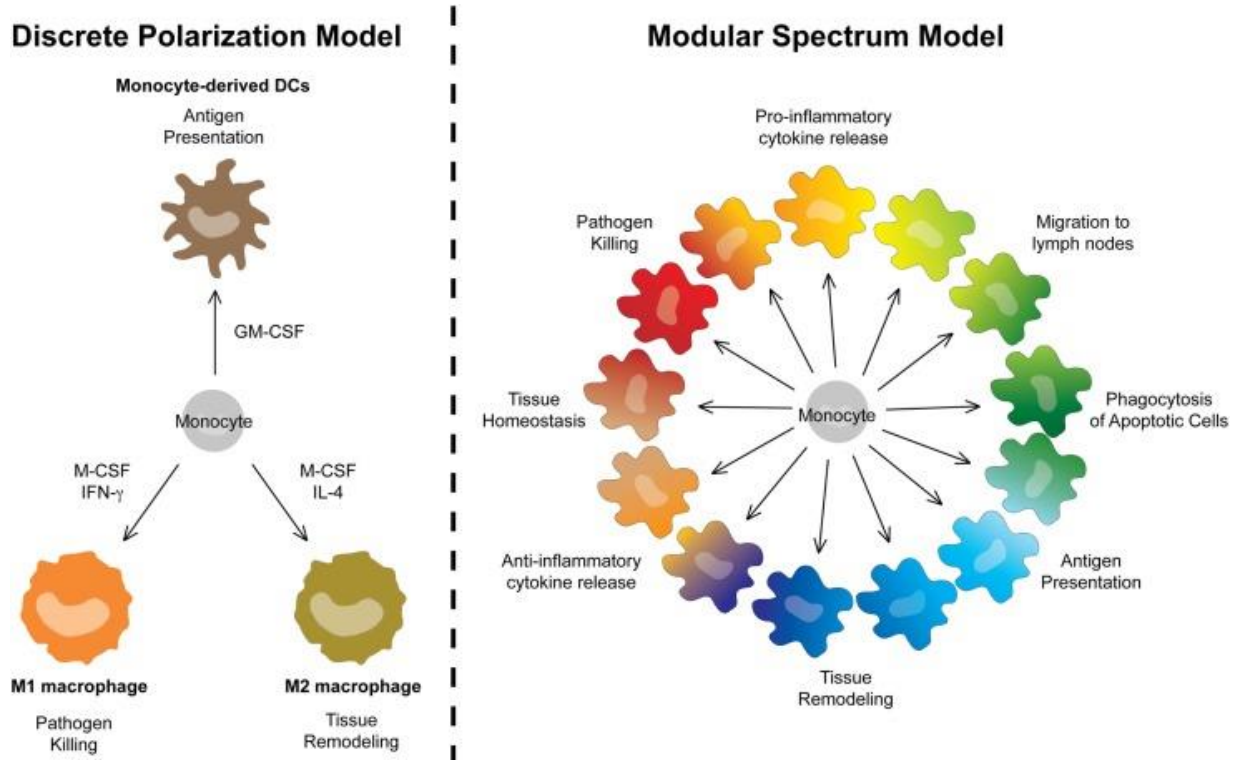 Discrete Polarization Model
Monocyte-derived DCs
Antigen
Presentation
GM-CSF
Monocyte
M-CSF
IFN-γ
M-CSF
IL-4
M1 macrophage
Pathogen
Killing
M2 macrophage
Tissue
Remodeling
Modular Spectrum Model
Pro-inflammatory
cytokine release
Pathogen
Killing
Migration to
lymph nodes
Tissue
Homeostasis
Monocyte
Phagocytosis
of Apoptotic Cells
Anti-inflammatory
cytokine release
Antigen
Presentation
Tissue
Remodeling